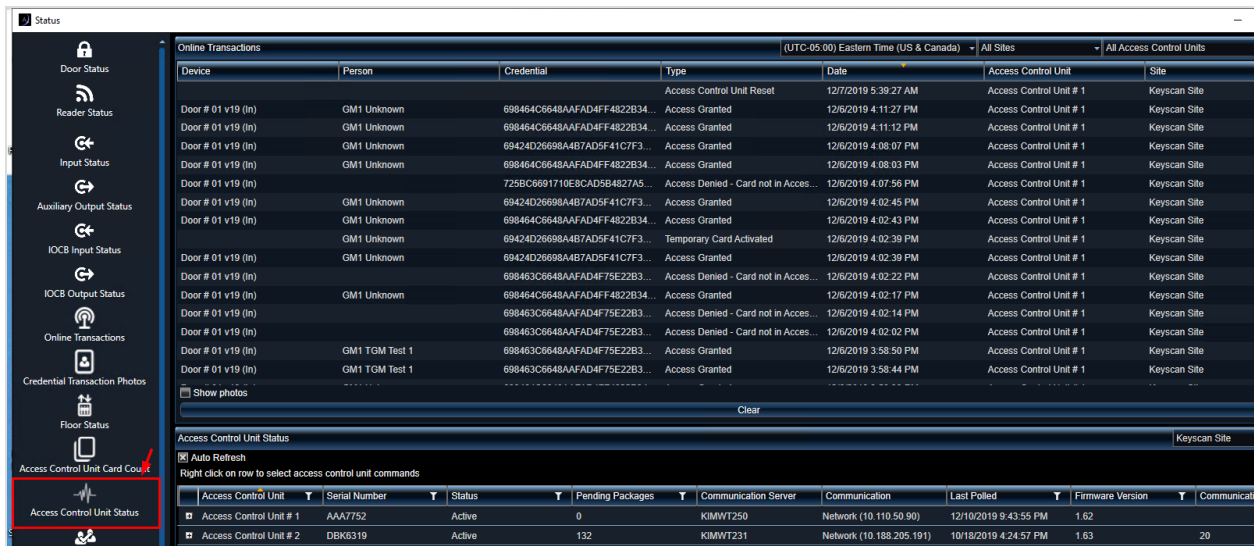 Status
Door Status
Reader Status
Input Status
Auxiliary Output Status
IOCB Input Status
IOCB Output Status
Online Transactions
Credential Transaction Photos
Floor Status
Access Control Unit Card Count
Access Control Unit Status
Online Transactions (UTC-05:00) Eastern Time (US & Canada) All Sites All Access Control Units
Device Person Credential Type Date Access Control Unit Site
Access Control Unit Reset 12/7/2019 5:39:27 AM Access Control Unit # 1 Keyscan Site
Door # 01 v19 (In) GM1 Unknown 698464C6648AAFAD4FF4822B34... Access Granted 12/6/2019 4:11:27 PM Access Control Unit # 1 Keyscan Site
Door # 01 v19 (In) GM1 Unknown 698464C6648AAFAD4FF4822B34... Access Granted 12/6/2019 4:11:12 PM Access Control Unit # 1 Keyscan Site
Door # 01 v19 (In) GM1 Unknown 69424D26698A4B7AD5F41C7F3... Access Granted 12/6/2019 4:08:07 PM Access Control Unit # 1 Keyscan Site
Door # 01 v19 (In) GM1 Unknown 698464C6648AAFAD4FF4822B34... Access Granted 12/6/2019 4:08:03 PM Access Control Unit # 1 Keyscan Site
Door # 01 v19 (In) 725BC6691710E8CAD5B4827A5... Access Denied - Card not in Acces... 12/6/2019 4:07:56 PM Access Control Unit # 1 Keyscan Site
Door # 01 v19 (In) GM1 Unknown 69424D26698A4B7AD5F41C7F3... Access Granted 12/6/2019 4:02:45 PM Access Control Unit # 1 Keyscan Site
Door # 01 v19 (In) GM1 Unknown 698464C6648AAFAD4FF4822B34... Access Granted 12/6/2019 4:02:43 PM Access Control Unit # 1 Keyscan Site
GM1 Unknown 69424D26698A4B7AD5F41C7F3... Temporary Card Activated 12/6/2019 4:02:39 PM Access Control Unit # 1 Keyscan Site
Door # 01 v19 (In) GM1 Unknown 69424D26698A4B7AD5F41C7F3... Access Granted 12/6/2019 4:02:39 PM Access Control Unit # 1 Keyscan Site
Door # 01 v19 (In) 698463C6648AAFAD4F75E22B3... Access Denied - Card not in Acces... 12/6/2019 4:02:22 PM Access Control Unit # 1 Keyscan Site
Door # 01 v19 (In) GM1 Unknown 698464C6648AAFAD4FF4822B34... Access Granted 12/6/2019 4:02:17 PM Access Control Unit # 1 Keyscan Site
Door # 01 v19 (In) 698463C6648AAFAD4F75E22B3... Access Denied - Card not in Acces... 12/6/2019 4:02:14 PM Access Control Unit # 1 Keyscan Site
Door # 01 v19 (In) 698463C6648AAFAD4F75E22B3... Access Denied - Card not in Acces... 12/6/2019 4:02:02 PM Access Control Unit # 1 Keyscan Site
Door # 01 v19 (In) GM1 TGM Test 1 698463C6648AAFAD4F75E22B3... Access Granted 12/6/2019 3:58:50 PM Access Control Unit # 1 Keyscan Site
Door # 01 v19 (In) GM1 TGM Test 1 698463C6648AAFAD4F75E22B3... Access Granted 12/6/2019 3:58:44 PM Access Control Unit # 1 Keyscan Site
Show photos
Clear
Access Control Unit Status Keyscan Site
Auto Refresh
Right click on row to select access control unit commands
Access Control Unit Serial Number Status Pending Packages Communication Server Communication Last Polled Firmware Version Communicati
Access Control Unit # 1 AAA7752 Active 0 KIMWT250 Network (10.110.50.90) 12/10/2019 9:43:55 PM 1.62
Access Control Unit # 2 DBK6319 Active 132 KIMWT231 Network (10.188.205.191) 10/18/2019 4:24:57 PM 1.63 20